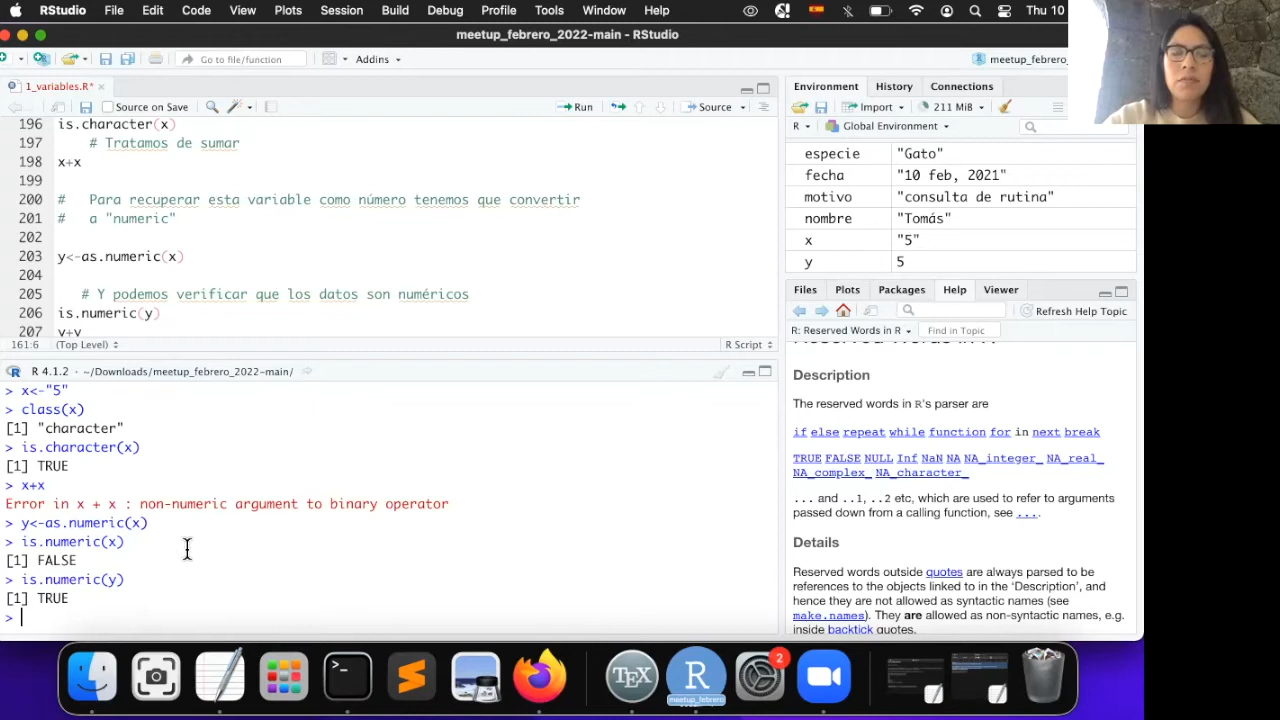 RStudio File Edit Code View Plots Session Build Debug Profile Tools Window Help Thu 10
meetup_febrero_2022-main - RStudio
Go to file/function Addins meetup_febrero_
1_variables.R*
Source on Save Run Source
196 is.character(x)
197 # Tratamos de sumar
198 x+x
199
200 # Para recuperar esta variable como número tenemos que convertir
201 # a "numeric"
202
203 y<-as.numeric(x)
204
205 # Y podemos verificar que los datos son numéricos
206 is.numeric(y)
207 y+y
161:6 (Top Level) R Script
R 4.1.2 · ~/Downloads/meetup_febrero_2022-main/
> x<-"5"
> class(x)
[1] "character"
> is.character(x)
[1] TRUE
> x+x
Error in x + x : non-numeric argument to binary operator
> y<-as.numeric(x)
> is.numeric(x)
[1] FALSE
> is.numeric(y)
[1] TRUE
>
Environment History Connections
Import 211 MiB
R Global Environment
especie "Gato"
fecha "10 feb, 2021"
motivo "consulta de rutina"
nombre "Tomás"
x "5"
y 5
Files Plots Packages Help Viewer
Refresh Help Topic
R: Reserved Words in R Find in Topic
Reserved Words in R
Description
The reserved words in R's parser are
if else repeat while function for in next break
TRUE FALSE NULL Inf NaN NA NA_integer_ NA_real_
NA_complex_ NA_character_
... and ..1, ..2 etc, which are used to refer to arguments
passed down from a calling function, see ....
Details
Reserved words outside quotes are always parsed to be
references to the objects linked to in the ‘Description’, and
hence they are not allowed as syntactic names (see
make.names). They are allowed as non-syntactic names, e.g.
inside backtick quotes.
TEX
R
2
meetup_febrero